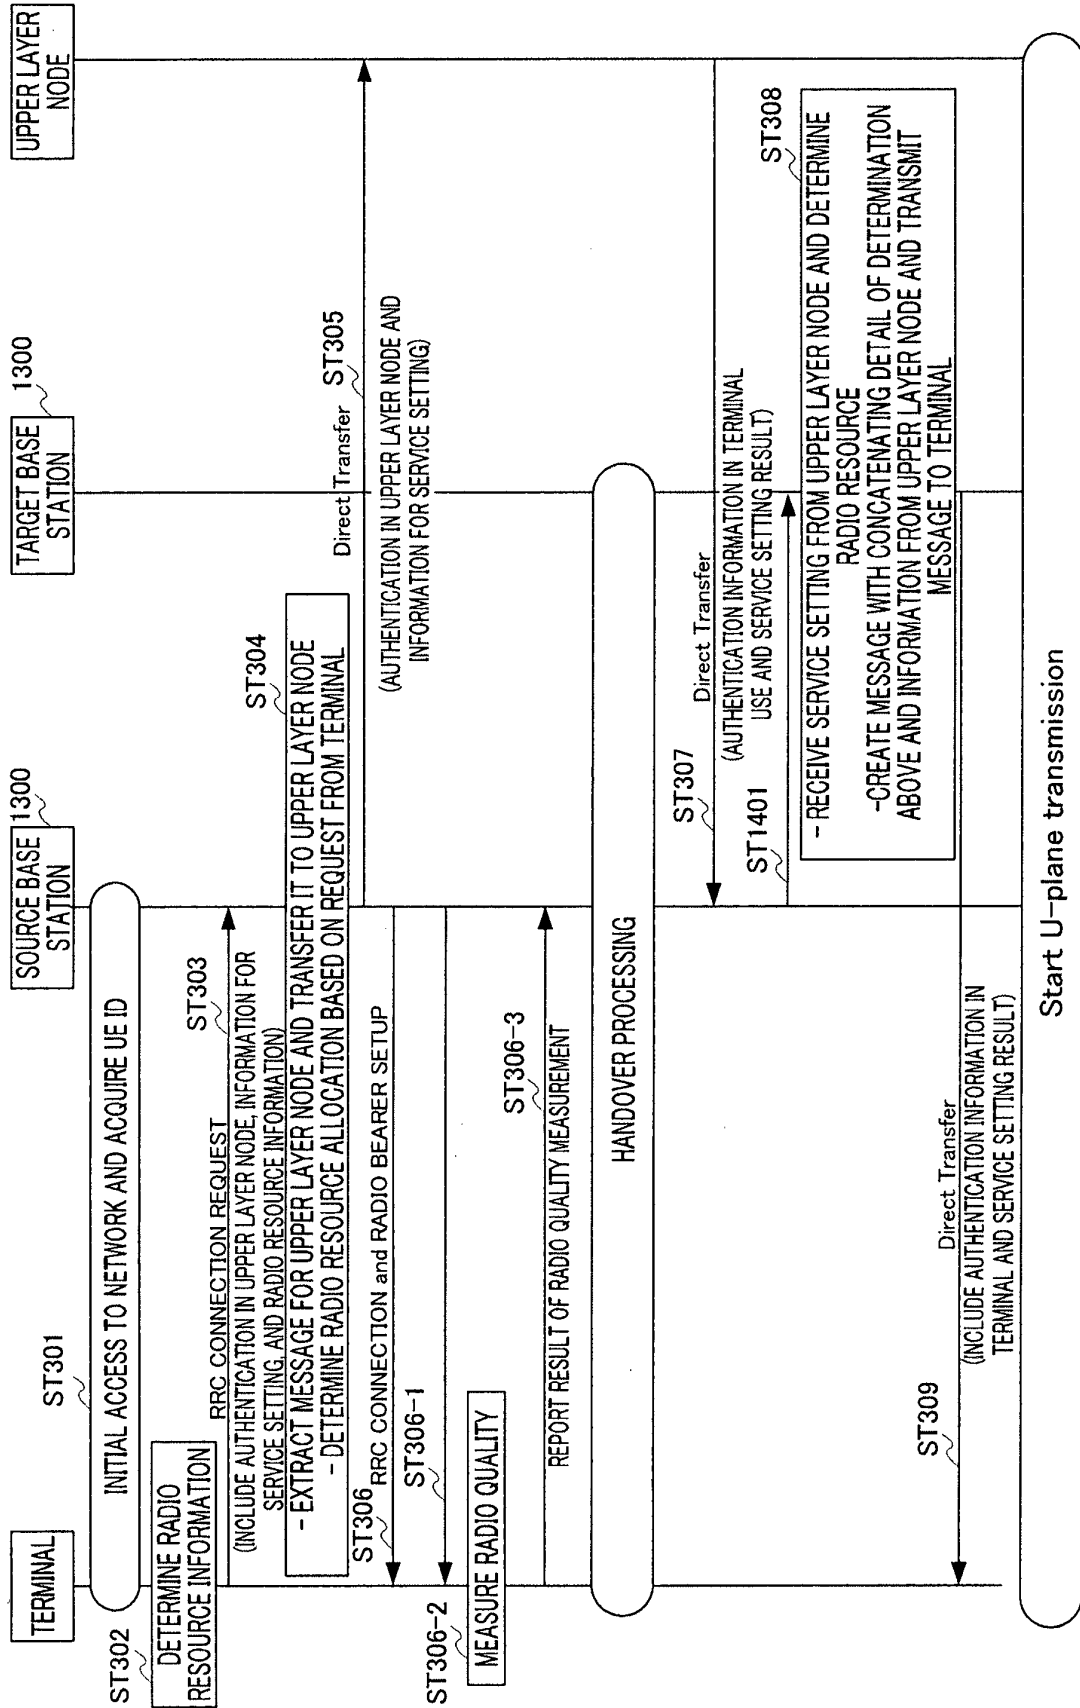 TERMINAL
SOURCE BASE
STATION
1300
TARGET BASE
STATION
1300
UPPER LAYER
NODE
ST301
INITIAL ACCESS TO NETWORK AND ACQUIRE UE ID
ST302
DETERMINE RADIO
RESOURCE INFORMATION
RRC CONNECTION REQUEST
ST303
(INCLUDE AUTHENTICATION IN UPPER LAYER NODE, INFORMATION FOR
SERVICE SETTING, AND RADIO RESOURCE INFORMATION)
ST304
- EXTRACT MESSAGE FOR UPPER LAYER NODE AND TRANSFER IT TO UPPER LAYER NODE
- DETERMINE RADIO RESOURCE ALLOCATION BASED ON REQUEST FROM TERMINAL
Direct Transfer
ST305
(AUTHENTICATION IN UPPER LAYER NODE AND
INFORMATION FOR SERVICE SETTING)
ST306
RRC CONNECTION and RADIO BEARER SETUP
ST306-1
ST306-2
MEASURE RADIO QUALITY
ST306-3
REPORT RESULT OF RADIO QUALITY MEASUREMENT
HANDOVER PROCESSING
ST307
Direct Transfer
(AUTHENTICATION INFORMATION IN TERMINAL
USE AND SERVICE SETTING RESULT)
ST1401
ST308
- RECEIVE SERVICE SETTING FROM UPPER LAYER NODE AND DETERMINE
RADIO RESOURCE
-CREATE MESSAGE WITH CONCATENATING DETAIL OF DETERMINATION
ABOVE AND INFORMATION FROM UPPER LAYER NODE AND TRANSMIT
MESSAGE TO TERMINAL
ST309
Direct Transfer
(INCLUDE AUTHENTICATION INFORMATION IN
TERMINAL AND SERVICE SETTING RESULT)
Start U-plane transmission